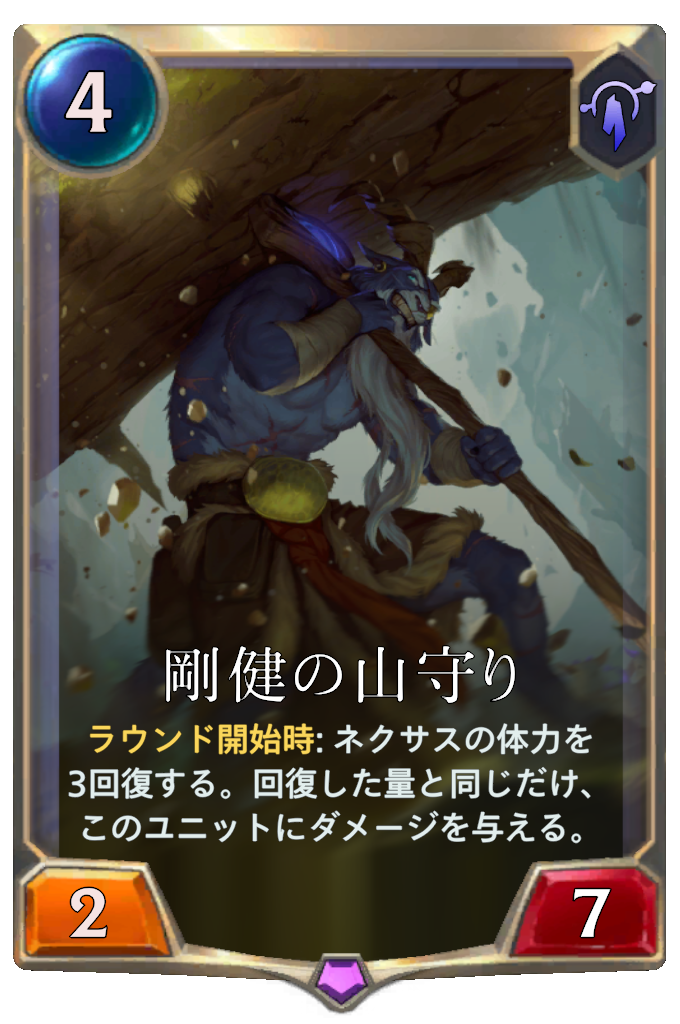 4
剛健の山守り
ラウンド開始時: ネクサスの体力を
3回復する。回復した量と同じだけ、
このユニットにダメージを与える。
2
7